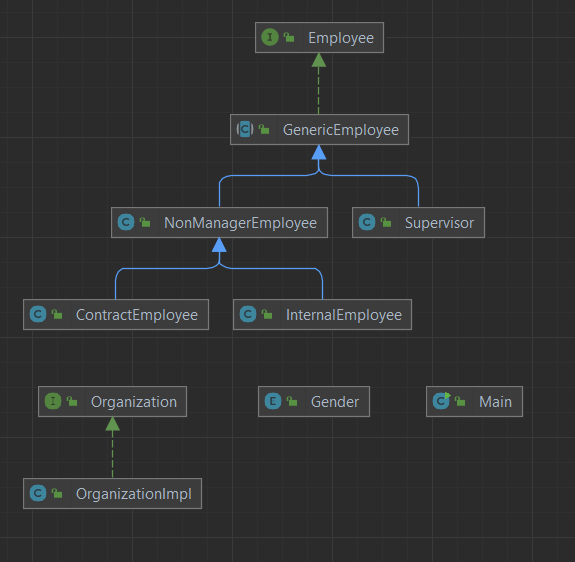 I Employee
C GenericEmployee
C NonManagerEmployee
C Supervisor
C ContractEmployee
C InternalEmployee
I Organization
E Gender
C Main
C OrganizationImpl